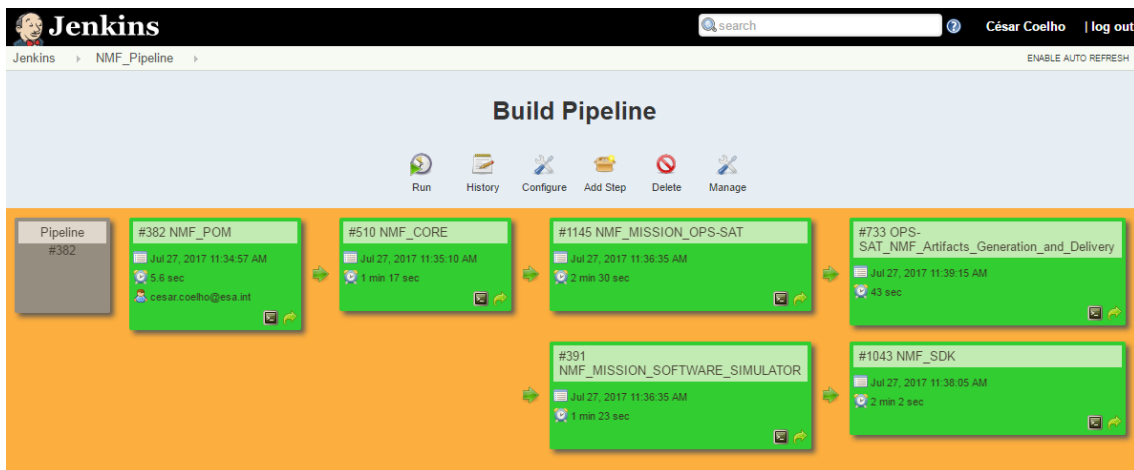 Jenkins
search
César Coelho
| log out
Jenkins
NMF_Pipeline
ENABLE AUTO REFRESH
Build Pipeline
Run
History
Configure
Add Step
Delete
Manage
Pipeline
#382
#382 NMF_POM
Jul 27, 2017 11:34:57 AM
5.6 sec
cesar.coelho@esa.int
#510 NMF_CORE
Jul 27, 2017 11:35:10 AM
1 min 17 sec
#1145 NMF_MISSION_OPS-SAT
Jul 27, 2017 11:36:35 AM
2 min 30 sec
#733 OPS-
SAT_NMF_Artifacts_Generation_and_Delivery
Jul 27, 2017 11:39:15 AM
43 sec
#391
NMF_MISSION_SOFTWARE_SIMULATOR
Jul 27, 2017 11:36:35 AM
1 min 23 sec
#1043 NMF_SDK
Jul 27, 2017 11:38:05 AM
2 min 2 sec